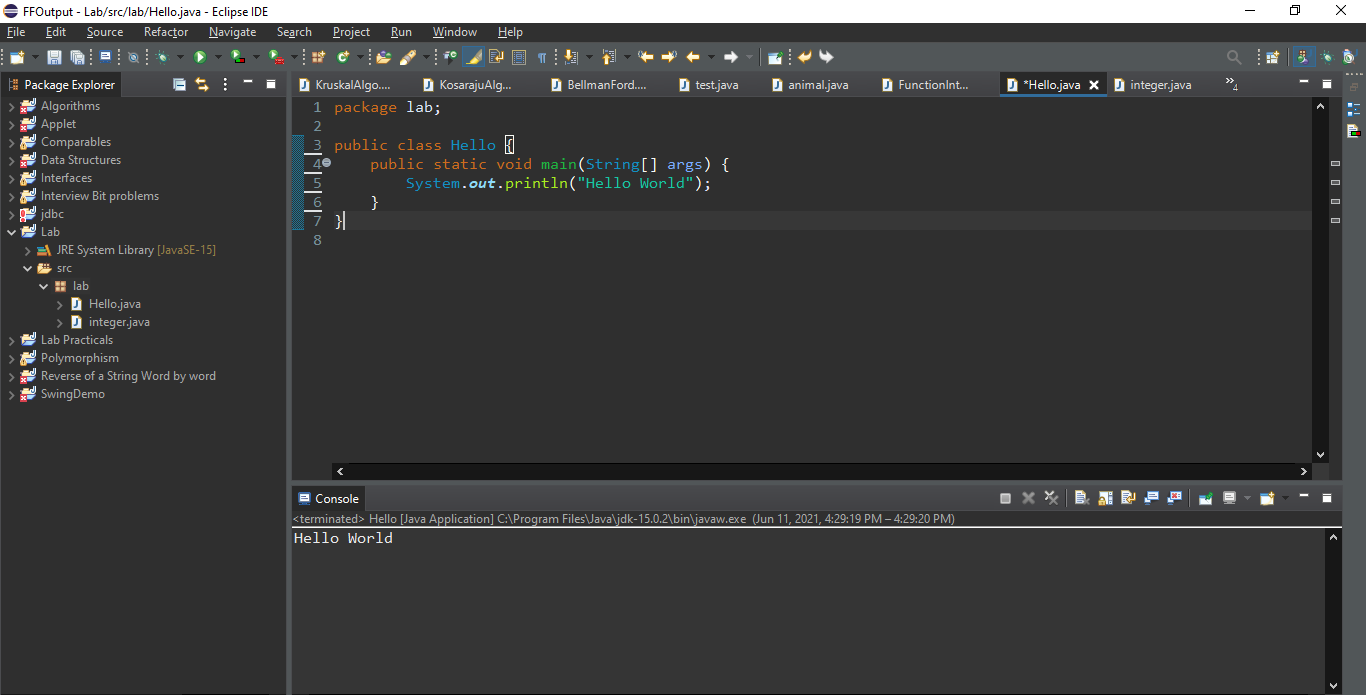 FFOutput - Lab/src/lab/Hello.java - Eclipse IDE
File Edit Source Refactor Navigate Search Project Run Window Help
Package Explorer
Algorithms
Applet
Comparables
Data Structures
Interfaces
Interview Bit problems
jdbc
Lab
JRE System Library [JavaSE-15]
src
lab
Hello.java
integer.java
Lab Practicals
Polymorphism
Reverse of a String Word by word
SwingDemo
KruskalAlgo.... KosarajuAlg... BellmanFord.... test.java animal.java FunctionInt... *Hello.java integer.java »4
1 package lab;
2
3 public class Hello {
4 public static void main(String[] args) {
5 System.out.println("Hello World");
6 }
7 }
8
Console
<terminated> Hello [Java Application] C:\Program Files\Java\jdk-15.0.2\bin\javaw.exe (Jun 11, 2021, 4:29:19 PM – 4:29:20 PM)
Hello World